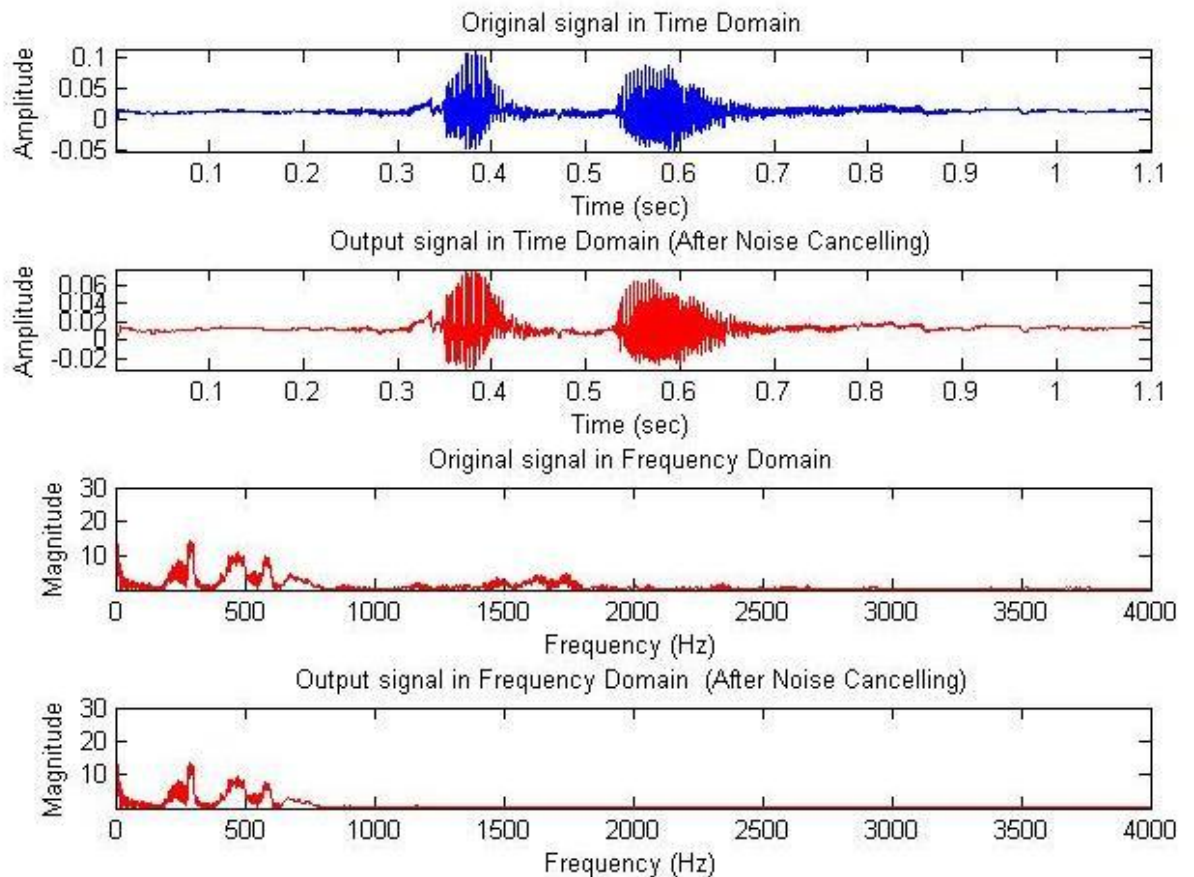 Original signal in Time Domain
0.1
0.05
0
-0.05
Amplitude
0.1 0.2 0.3 0.4 0.5 0.6 0.7 0.8 0.9 1 1.1
Time (sec)
Output signal in Time Domain (After Noise Cancelling)
0.06
0.04
0.02
0
-0.02
Amplitude
0.1 0.2 0.3 0.4 0.5 0.6 0.7 0.8 0.9 1 1.1
Time (sec)
Original signal in Frequency Domain
30
20
10
Magnitude
0 500 1000 1500 2000 2500 3000 3500 4000
Frequency (Hz)
Output signal in Frequency Domain (After Noise Cancelling)
30
20
10
Magnitude
0 500 1000 1500 2000 2500 3000 3500 4000
Frequency (Hz)